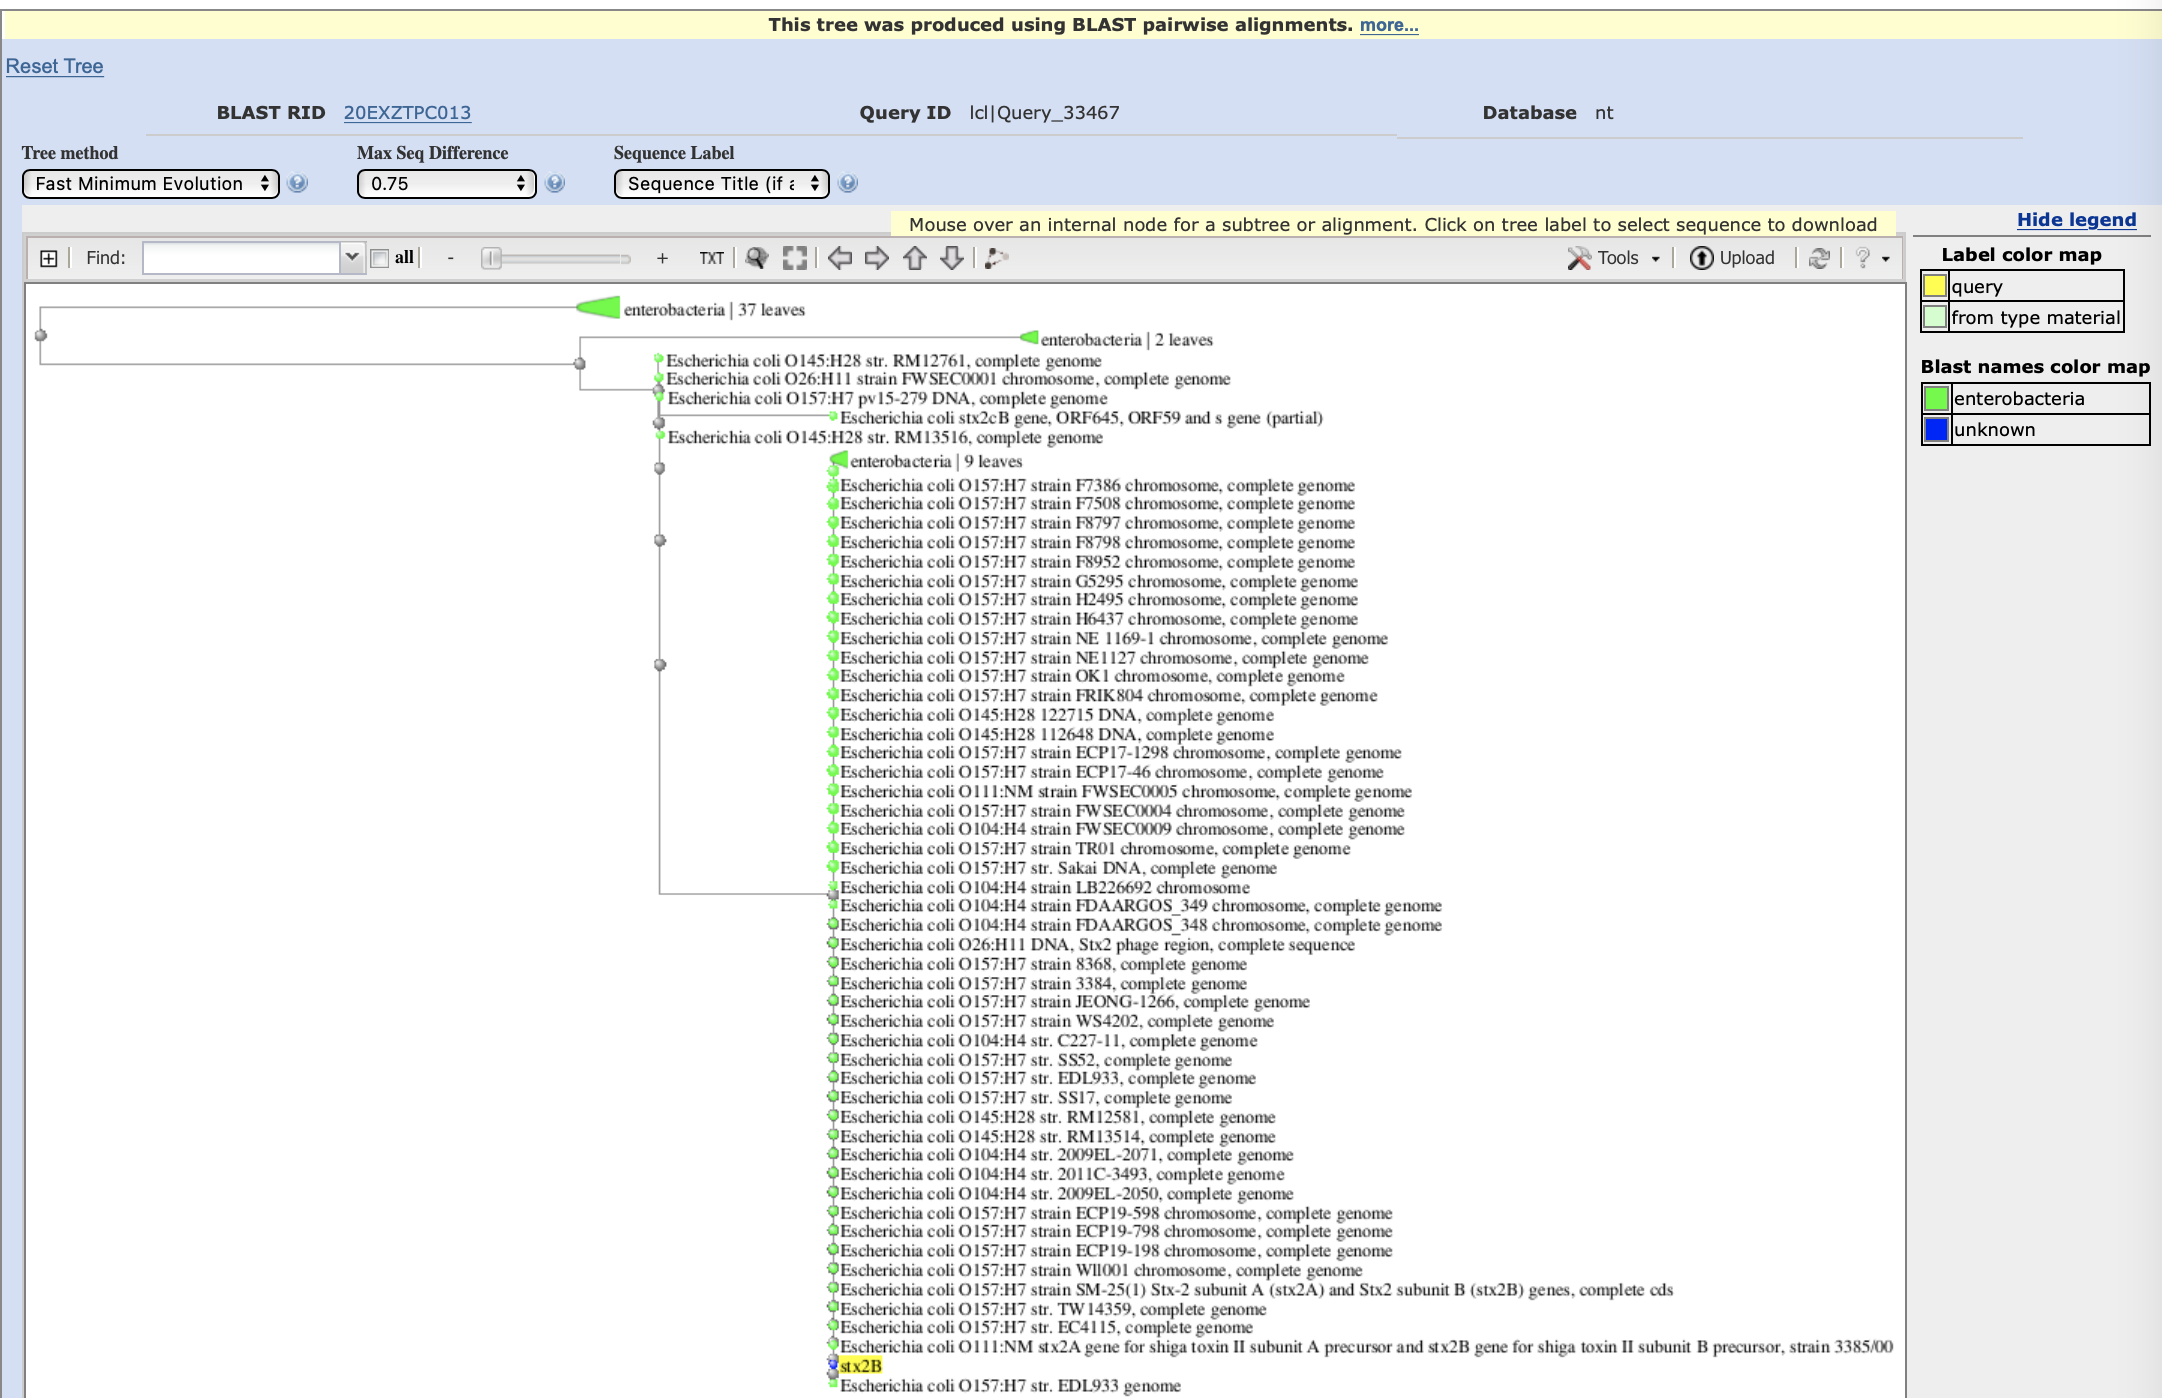 This tree was produced using BLAST pairwise alignments. more...
Reset Tree
BLAST RID 20EXZTPC013 Query ID lcl|Query_33467 Database nt
Tree method Max Seq Difference Sequence Label
Fast Minimum Evolution 0.75 Sequence Title (if a
Mouse over an internal node for a subtree or alignment. Click on tree label to select sequence to download
Hide legend
Find: all - + TXT Tools Upload ?
Label color map
query
from type material
Blast names color map
enterobacteria
unknown
enterobacteria | 37 leaves
enterobacteria | 2 leaves
Escherichia coli O145:H28 str. RM12761, complete genome
Escherichia coli O26:H11 strain FWSEC0001 chromosome, complete genome
Escherichia coli O157:H7 pv15-279 DNA, complete genome
Escherichia coli stx2cB gene, ORF645, ORF59 and s gene (partial)
Escherichia coli O145:H28 str. RM13516, complete genome
enterobacteria | 9 leaves
Escherichia coli O157:H7 strain F7386 chromosome, complete genome
Escherichia coli O157:H7 strain F7508 chromosome, complete genome
Escherichia coli O157:H7 strain F8797 chromosome, complete genome
Escherichia coli O157:H7 strain F8798 chromosome, complete genome
Escherichia coli O157:H7 strain F8952 chromosome, complete genome
Escherichia coli O157:H7 strain G5295 chromosome, complete genome
Escherichia coli O157:H7 strain H2495 chromosome, complete genome
Escherichia coli O157:H7 strain H6437 chromosome, complete genome
Escherichia coli O157:H7 strain NE 1169-1 chromosome, complete genome
Escherichia coli O157:H7 strain NE1127 chromosome, complete genome
Escherichia coli O157:H7 strain OK1 chromosome, complete genome
Escherichia coli O157:H7 strain FRIK804 chromosome, complete genome
Escherichia coli O145:H28 122715 DNA, complete genome
Escherichia coli O145:H28 112648 DNA, complete genome
Escherichia coli O157:H7 strain ECP17-1298 chromosome, complete genome
Escherichia coli O157:H7 strain ECP17-46 chromosome, complete genome
Escherichia coli O111:NM strain FWSEC0005 chromosome, complete genome
Escherichia coli O157:H7 strain FWSEC0004 chromosome, complete genome
Escherichia coli O104:H4 strain FWSEC0009 chromosome, complete genome
Escherichia coli O157:H7 strain TR01 chromosome, complete genome
Escherichia coli O157:H7 str. Sakai DNA, complete genome
Escherichia coli O104:H4 strain LB226692 chromosome
Escherichia coli O104:H4 strain FDAARGOS_349 chromosome, complete genome
Escherichia coli O104:H4 strain FDAARGOS_348 chromosome, complete genome
Escherichia coli O26:H11 DNA, Stx2 phage region, complete sequence
Escherichia coli O157:H7 strain 8368, complete genome
Escherichia coli O157:H7 strain 3384, complete genome
Escherichia coli O157:H7 strain JEONG-1266, complete genome
Escherichia coli O157:H7 strain WS4202, complete genome
Escherichia coli O104:H4 str. C227-11, complete genome
Escherichia coli O157:H7 str. SS52, complete genome
Escherichia coli O157:H7 str. EDL933, complete genome
Escherichia coli O157:H7 str. SS17, complete genome
Escherichia coli O145:H28 str. RM12581, complete genome
Escherichia coli O145:H28 str. RM13514, complete genome
Escherichia coli O104:H4 str. 2009EL-2071, complete genome
Escherichia coli O104:H4 str. 2011C-3493, complete genome
Escherichia coli O104:H4 str. 2009EL-2050, complete genome
Escherichia coli O157:H7 strain ECP19-598 chromosome, complete genome
Escherichia coli O157:H7 strain ECP19-798 chromosome, complete genome
Escherichia coli O157:H7 strain ECP19-198 chromosome, complete genome
Escherichia coli O157:H7 strain WI1001 chromosome, complete genome
Escherichia coli O157:H7 strain SM-25(1) Stx-2 subunit A (stx2A) and Stx2 subunit B (stx2B) genes, complete cds
Escherichia coli O157:H7 str. TW14359, complete genome
Escherichia coli O157:H7 str. EC4115, complete genome
Escherichia coli O111:NM stx2A gene for shiga toxin II subunit A precursor and stx2B gene for shiga toxin II subunit B precursor, strain 3385/00
stx2B
Escherichia coli O157:H7 str. EDL933 genome